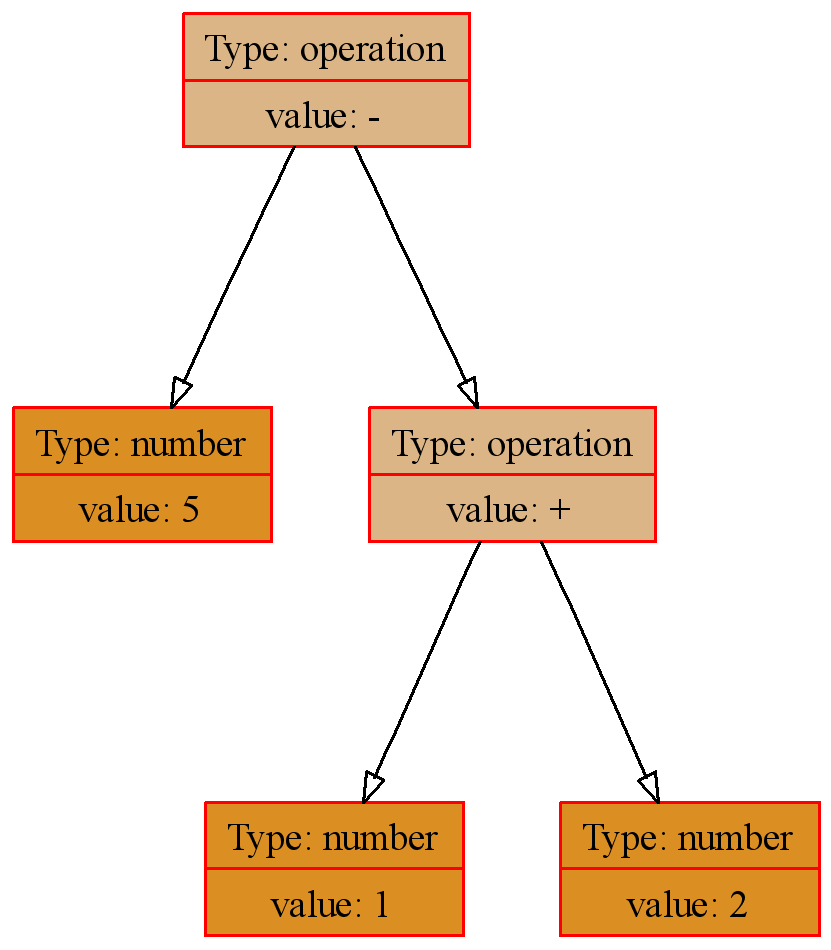 Type: operation
value: -
Type: number
value: 5
Type: operation
value: +
Type: number
value: 1
Type: number
value: 2